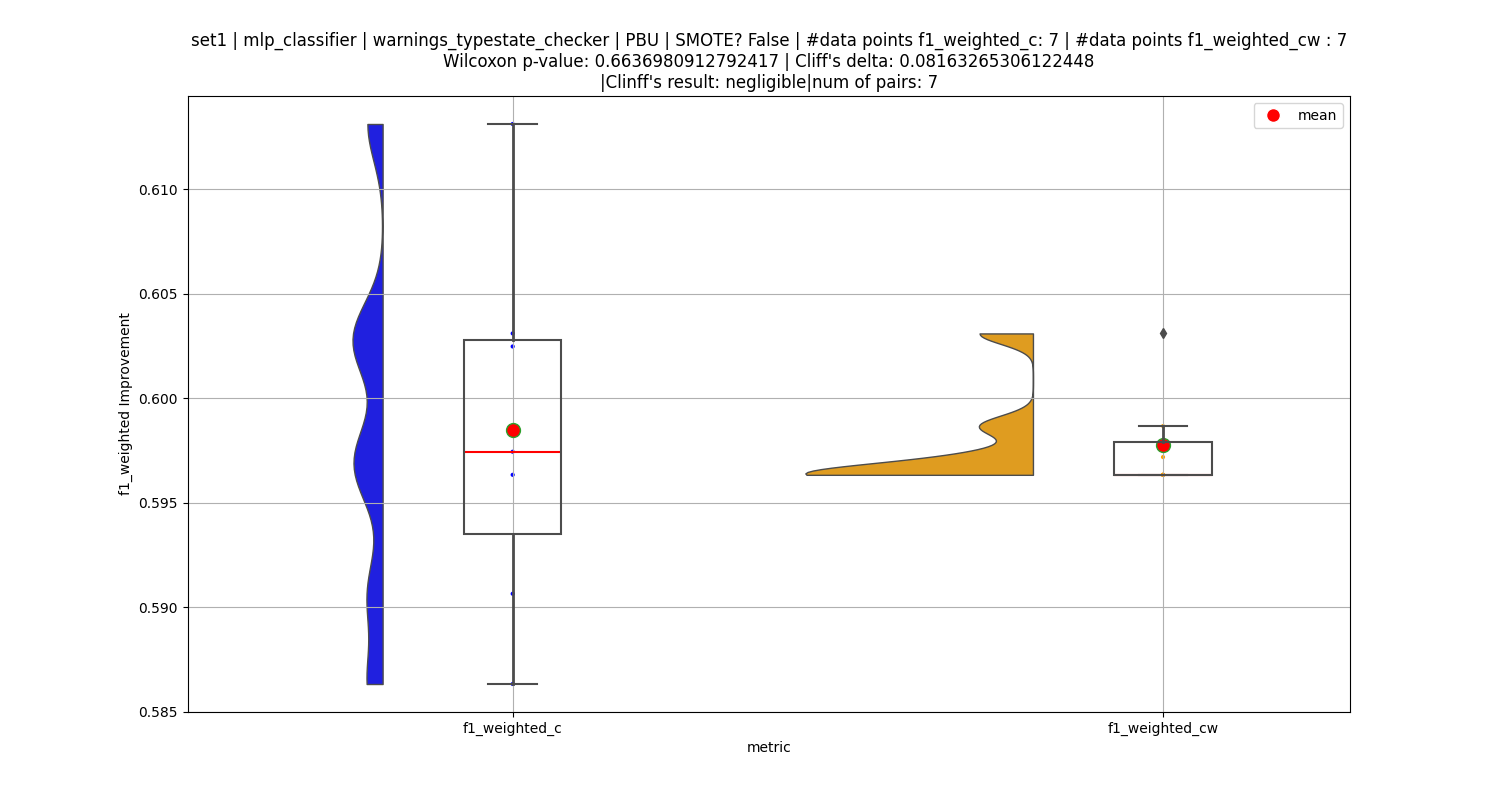 set1 | mlp_classifier | warnings_typestate_checker | PBU | SMOTE? False | #data points f1_weighted_c: 7 | #data points f1_weighted_cw : 7
Wilcoxon p-value: 0.6636980912792417 | Cliff's delta: 0.08163265306122448
|Clinff's result: negligible|num of pairs: 7
mean
0.610
0.605
0.600
0.595
0.590
0.585
f1_weighted Improvement
f1_weighted_c
f1_weighted_cw
metric